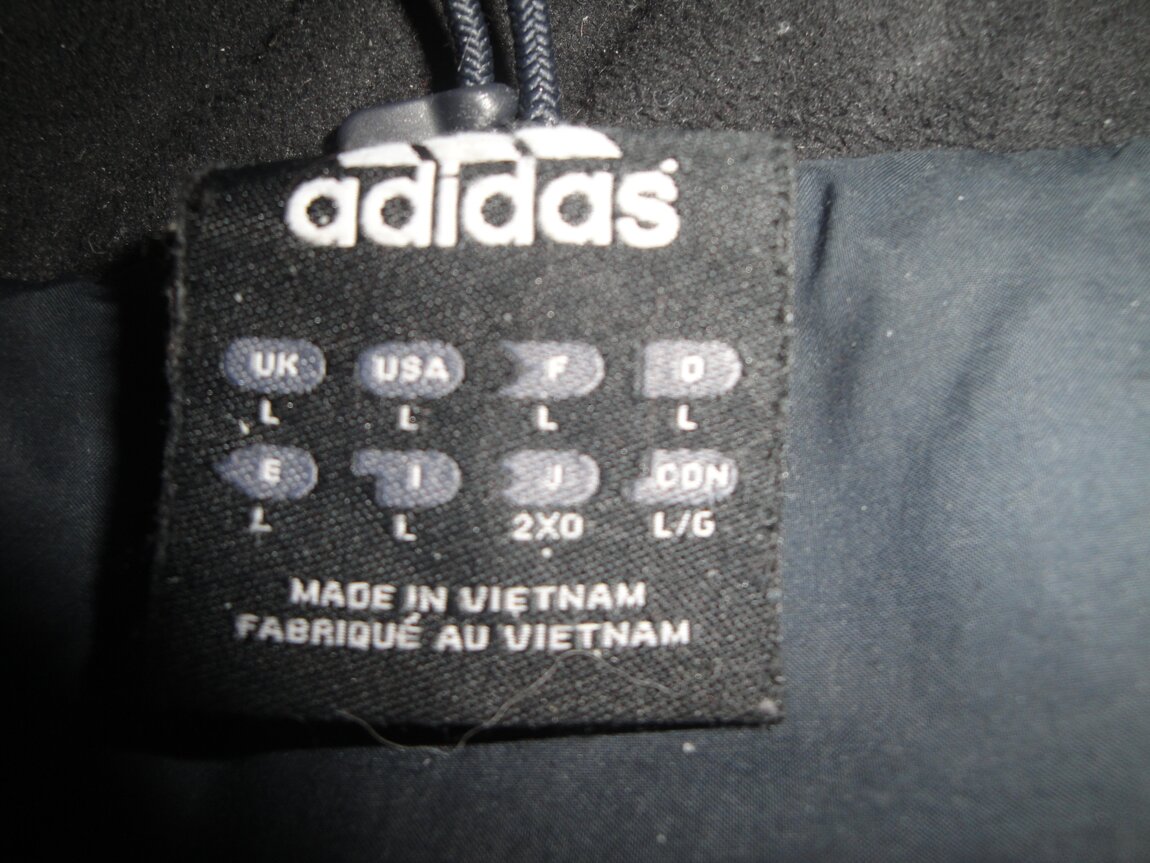 adidas
UK USA F D
L L L L
E I J CDN
L L 2XO L/G
MADE IN VIETNAM
FABRIQUÉ AU VIETNAM